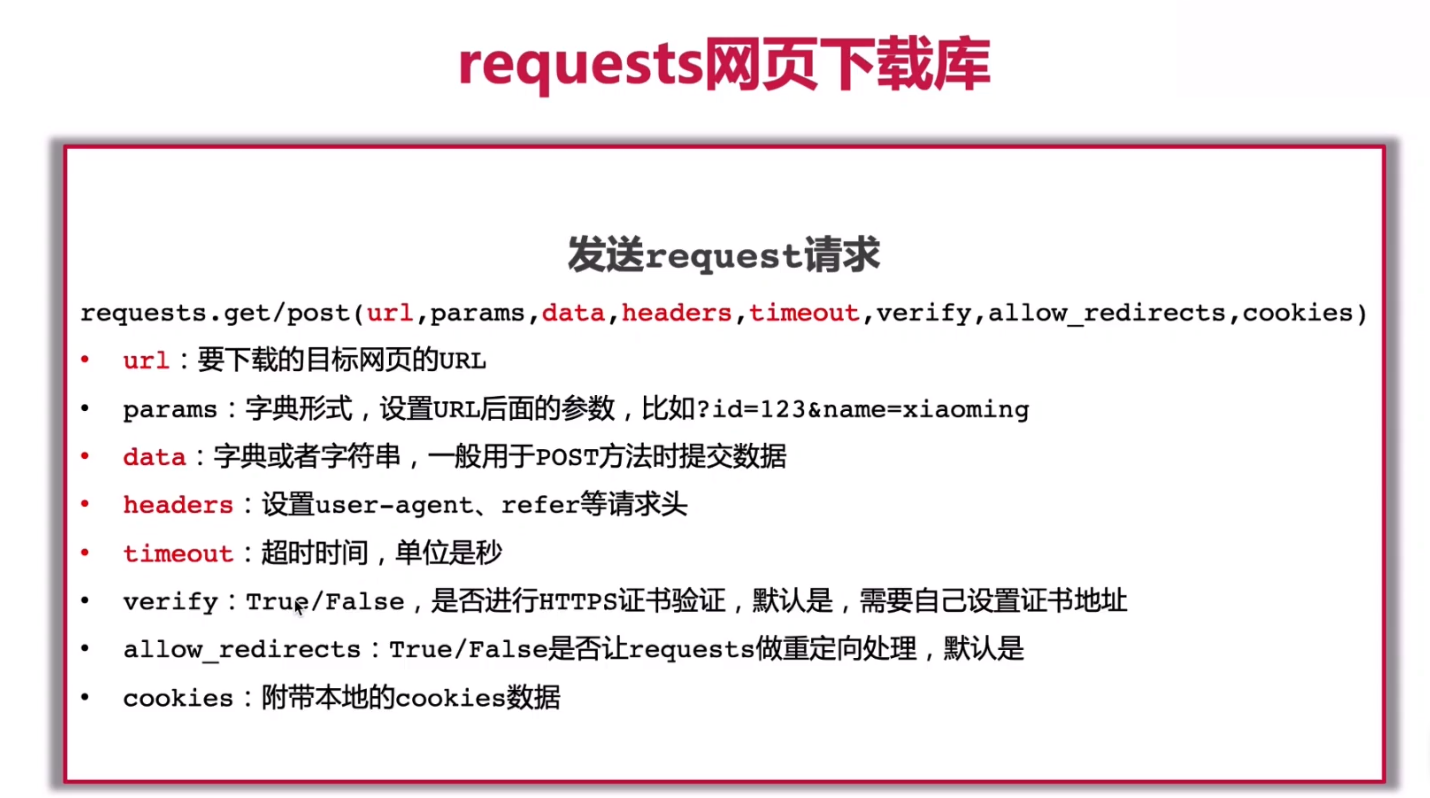 requests网页下载库
发送request请求
requests.get/post(url,params,data,headers,timeout,verify,allow_redirects,cookies)
• url：要下载的目标网页的URL
• params：字典形式，设置URL后面的参数，比如?id=123&name=xiaoming
• data：字典或者字符串，一般用于POST方法时提交数据
• headers：设置user-agent、refer等请求头
• timeout：超时时间，单位是秒
• verify：True/False，是否进行HTTPS证书验证，默认是，需要自己设置证书地址
• allow_redirects：True/False是否让requests做重定向处理，默认是
• cookies：附带本地的cookies数据